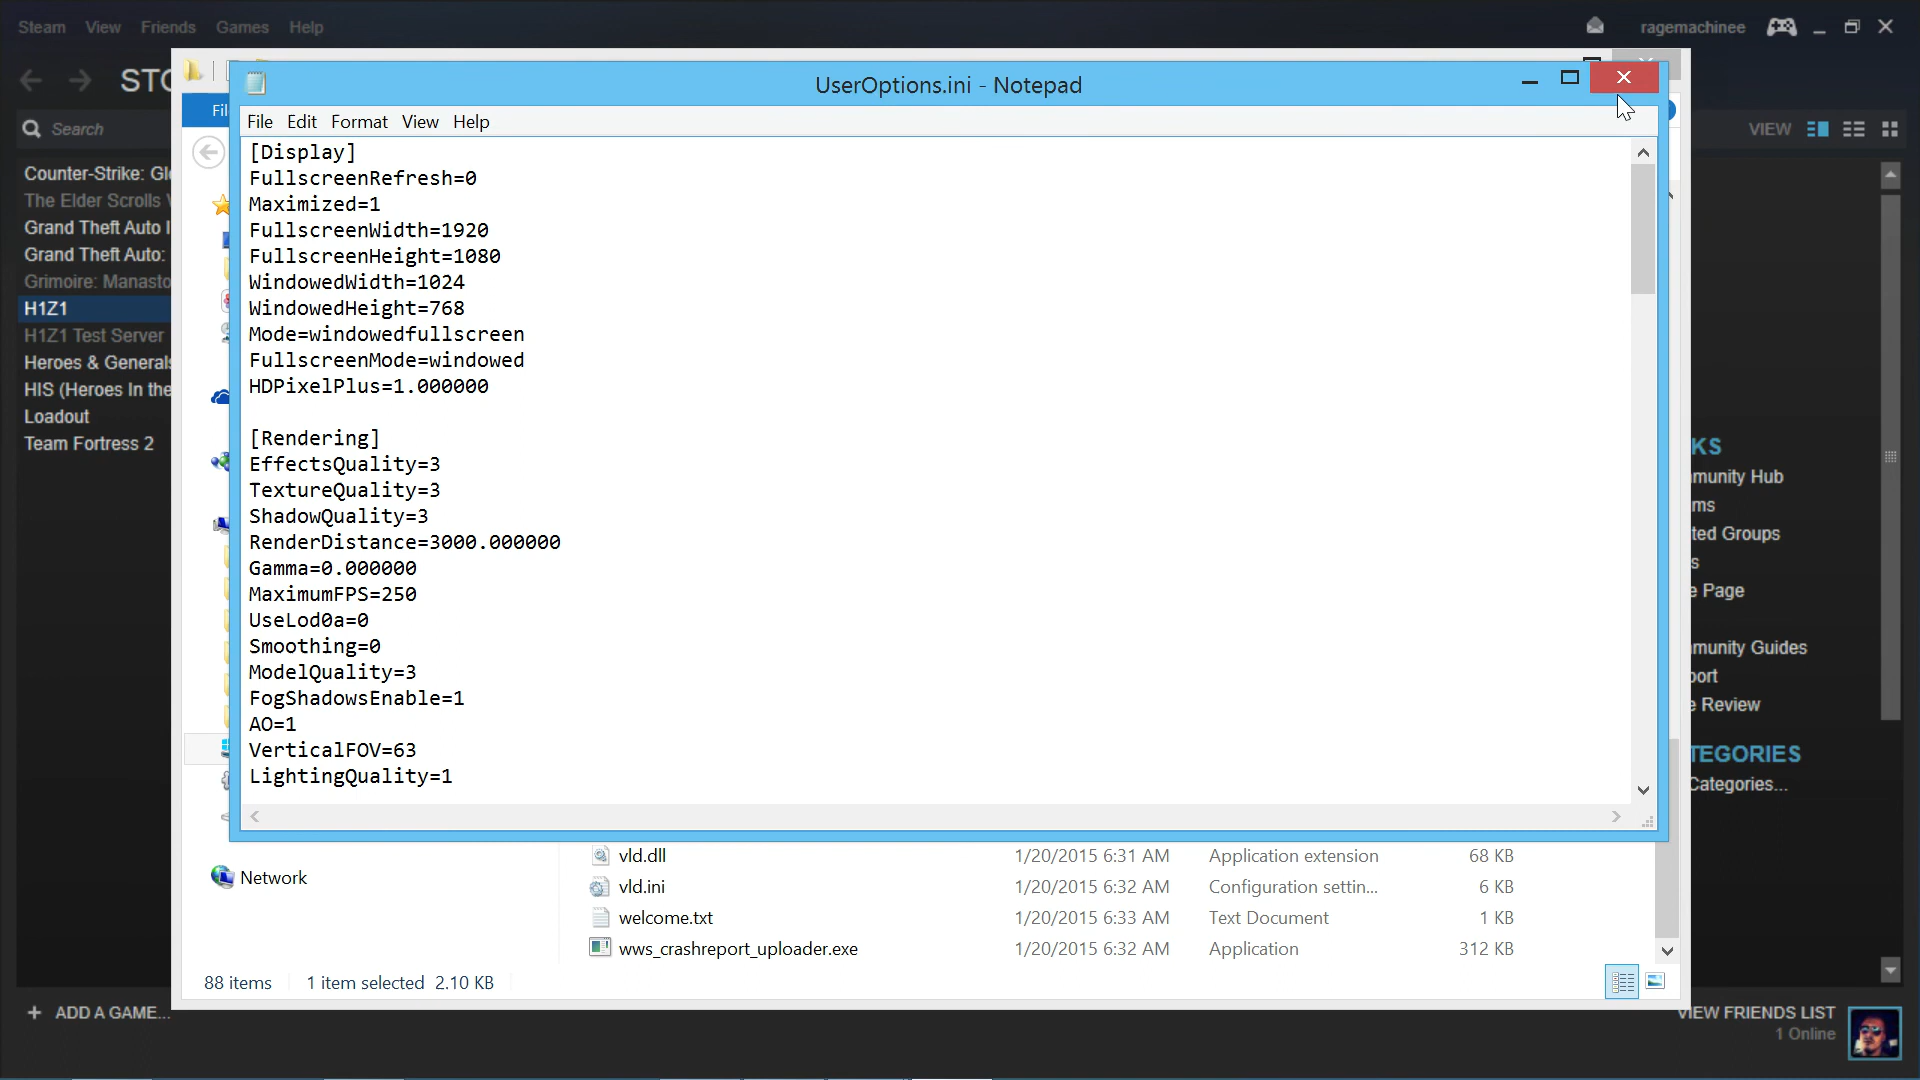 Steam View Friends Games Help
ragemachinee
STO
Search
VIEW
Fil
UserOptions.ini - Notepad
File Edit Format View Help
[Display]
FullscreenRefresh=0
Maximized=1
FullscreenWidth=1920
FullscreenHeight=1080
WindowedWidth=1024
WindowedHeight=768
Mode=windowedfullscreen
FullscreenMode=windowed
HDPixelPlus=1.000000
[Rendering]
EffectsQuality=3
TextureQuality=3
ShadowQuality=3
RenderDistance=3000.000000
Gamma=0.000000
MaximumFPS=250
UseLod0a=0
Smoothing=0
ModelQuality=3
FogShadowsEnable=1
AO=1
VerticalFOV=63
LightingQuality=1
Counter-Strike: Gl
The Elder Scrolls V
Grand Theft Auto I
Grand Theft Auto:
Grimoire: Manasto
H1Z1
H1Z1 Test Server
Heroes & Generals
HIS (Heroes In the
Loadout
Team Fortress 2
KS
munity Hub
ms
ted Groups
s
e Page
munity Guides
port
e Review
TEGORIES
Categories...
Network
vld.dll 1/20/2015 6:31 AM Application extension 68 KB
vld.ini 1/20/2015 6:32 AM Configuration settin... 6 KB
welcome.txt 1/20/2015 6:33 AM Text Document 1 KB
wws_crashreport_uploader.exe 1/20/2015 6:32 AM Application 312 KB
88 items 1 item selected 2.10 KB
+ ADD A GAME...
VIEW FRIENDS LIST
1 Online